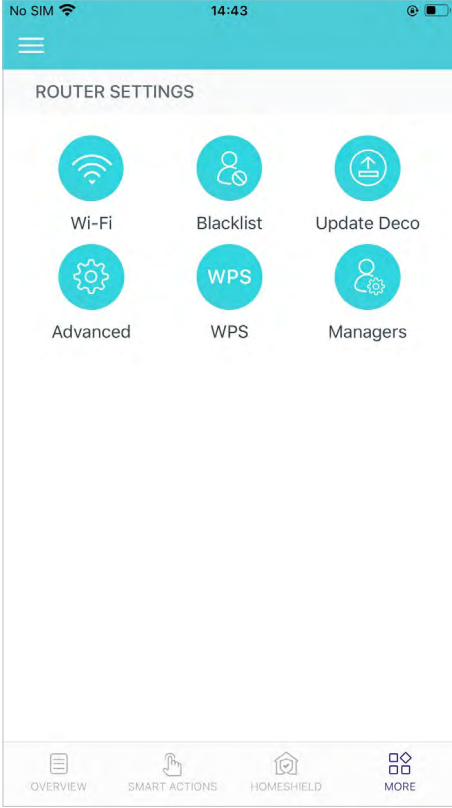 No SIM 14:43
ROUTER SETTINGS
Wi-Fi Blacklist Update Deco
WPS
Advanced WPS Managers
OVERVIEW SMART ACTIONS HOMESHIELD MORE